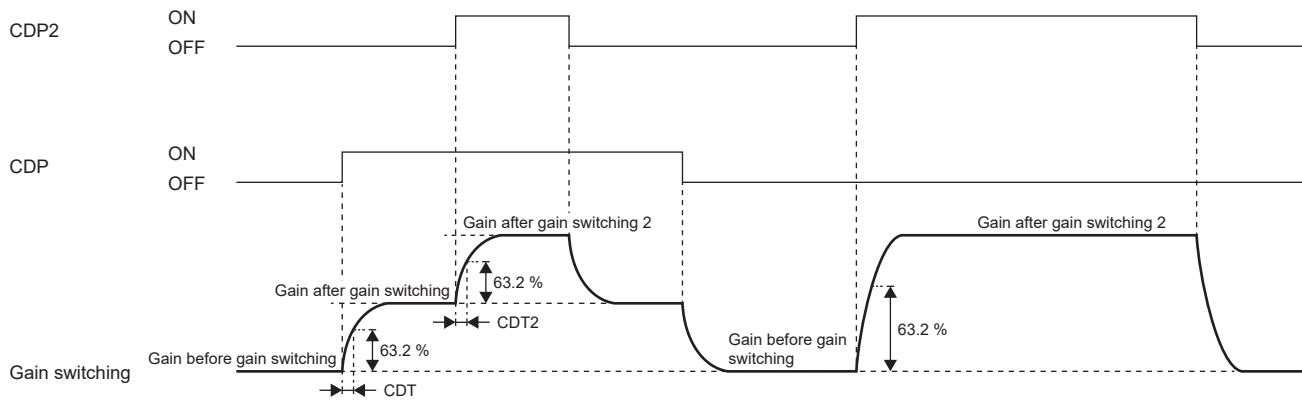 CDP2
ON
OFF
CDP
ON
OFF
Gain after gain switching 2
Gain after gain switching 2
63.2 %
Gain after gain switching
CDT2
63.2 %
Gain before gain switching
63.2 %
Gain before gain
switching
Gain switching
CDT